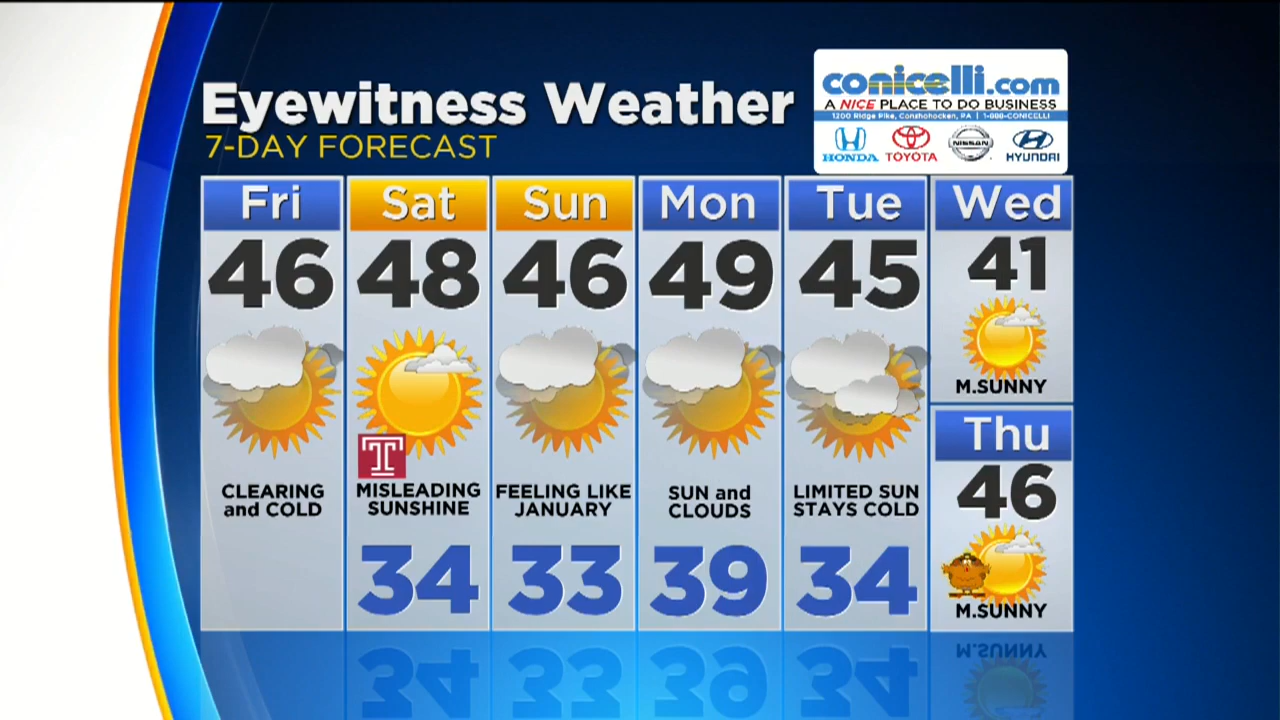 Eyewitness Weather
7-DAY FORECAST
conicelli.com
A NICE PLACE TO DO BUSINESS
1200 Ridge Pike, Conshohocken, PA | 1-888-CONICELLI
HONDA TOYOTA NISSAN HYUNDAI
Fri
46
CLEARING
and COLD
Sat
48
T
MISLEADING
SUNSHINE
34
Sun
46
FEELING LIKE
JANUARY
33
Mon
49
SUN and
CLOUDS
39
Tue
45
LIMITED SUN
STAYS COLD
34
Wed
41
M.SUNNY
Thu
46
M.SUNNY